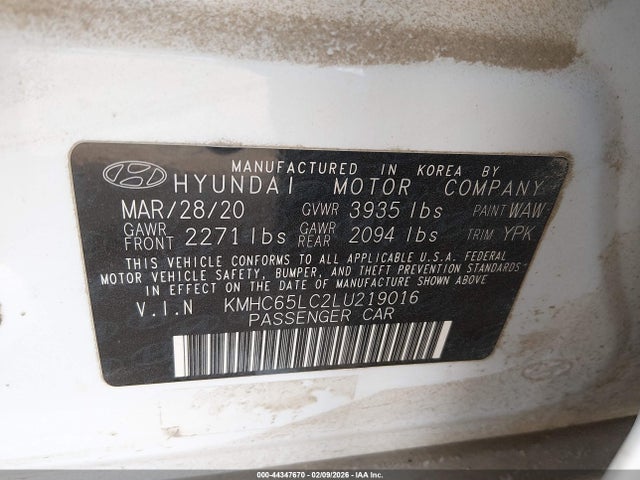 MANUFACTURED IN KOREA BY
HYUNDAI MOTOR COMPANY
MAR/28/20 GVWR 3935 lbs PAINT WAW
GAWR FRONT 2271 lbs GAWR REAR 2094 lbs TRIM YPK
THIS VEHICLE CONFORMS TO ALL APPLICABLE U.S.A. FEDERAL
MOTOR VEHICLE SAFETY, BUMPER, AND THEFT PREVENTION STANDARDS
IN EFFECT ON THE DATE OF MANUFACTURE SHOWN ABOVE.
V.I.N KMHC65LC2LU219016
PASSENGER CAR
000-44347670 - 02/09/2026 - IAA Inc.